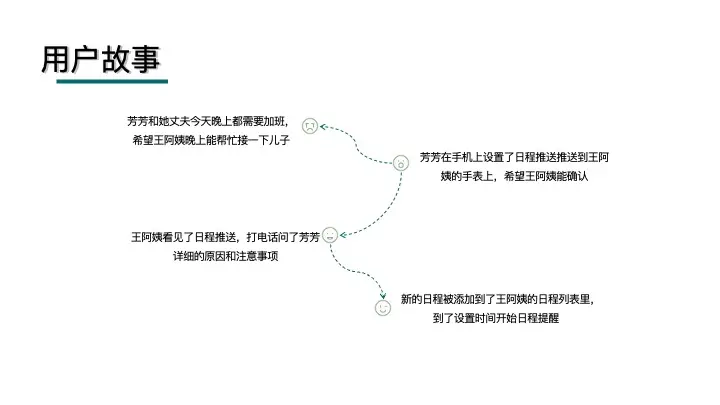 用户故事
芳芳和她丈夫今天晚上都需要加班，
希望王阿姨晚上能帮忙接一下儿子
芳芳在手机上设置了日程推送推送到王阿
姨的手表上，希望王阿姨能确认
王阿姨看见了日程推送，打电话问了芳芳
详细的原因和注意事项
新的日程被添加到了王阿姨的日程列表里，
到了设置时间开始日程提醒